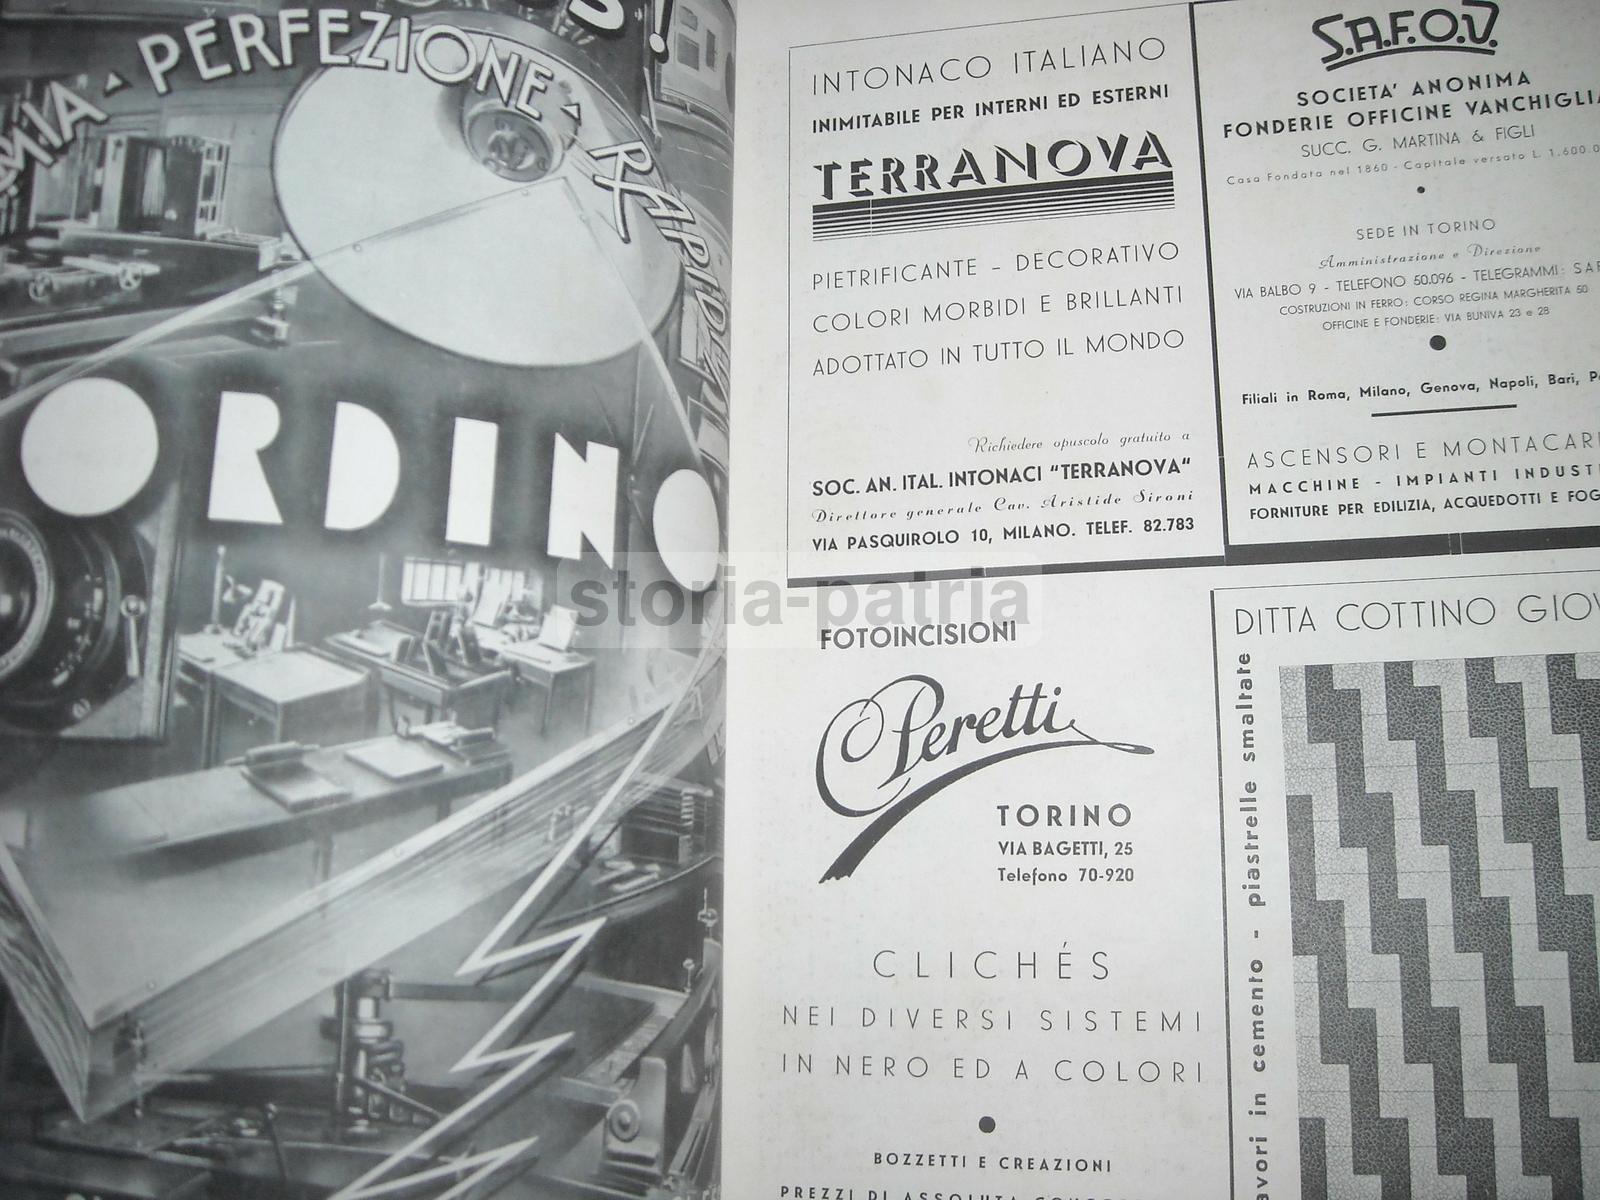 PERFEZIONE
RAPIDITÀ
ORDINO
INTONACO ITALIANO
INIMITABILE PER INTERNI ED ESTERNI
TERRANOVA
PIETRIFICANTE - DECORATIVO
COLORI MORBIDI E BRILLANTI
ADOTTATO IN TUTTO IL MONDO
Richiedere opuscolo gratuito a
SOC. AN. ITAL. INTONACI "TERRANOVA"
Direttore generale Cav. Aristide Sironi
VIA PASQUIROLO 10, MILANO. TELEF. 82.783
S.A.F.O.V.
SOCIETA' ANONIMA
FONDERIE OFFICINE VANCHIGLIA
SUCC. G. MARTINA & FIGLI
Casa Fondata nel 1860 - Capitale versato L. 1.600.0
SEDE IN TORINO
Amministrazione e Direzione
VIA BALBO 9 - TELEFONO 50.096 - TELEGRAMMI: SAF
COSTRUZIONI IN FERRO: CORSO REGINA MARGHERITA 50
OFFICINE E FONDERIE: VIA BUNIVA 23 e 28
Filiali in Roma, Milano, Genova, Napoli, Bari, P
ASCENSORI E MONTACAR
MACCHINE - IMPIANTI INDUST
FORNITURE PER EDILIZIA, ACQUEDOTTI E FOG
storia-patria
FOTOINCISIONI
Peretti
TORINO
VIA BAGETTI, 25
Telefono 70-920
CLICHÉS
NEI DIVERSI SISTEMI
IN NERO ED A COLORI
BOZZETTI E CREAZIONI
PREZZI DI ASSOLUTA
DITTA COTTINO GIOV
avori in cemento - piastrelle smaltate